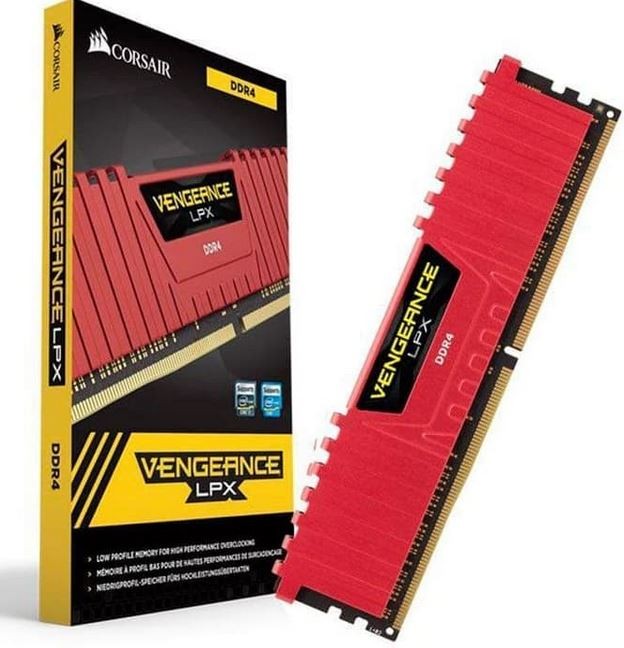 CORSAIR
DDR4
VENGEANCE
LPX
DDR4
VENGEANCE
LPX
LOW PROFILE MEMORY FOR HIGH PERFORMANCE OVERCLOCKING
MÉMOIRE À PROFIL BAS POUR DE HAUTES PERFORMANCES DE SURCADENÇAGE
NIEDRIGPROFIL-SPEICHER FÜRS HOCHLEISTUNGSÜBERTAKTEN
CORSAIR
VENGEANCE LPX
DDR4
VENGEANCE
LPX
DDR4